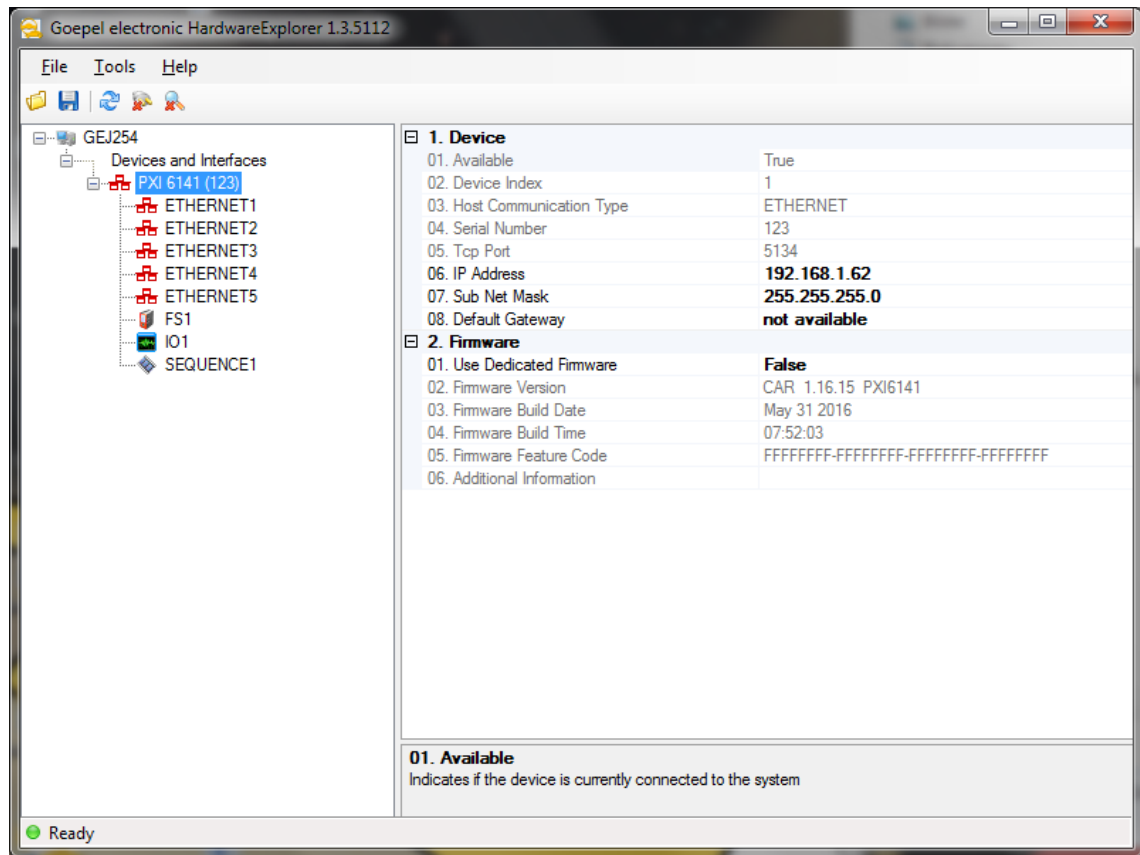 Goepel electronic HardwareExplorer 1.3.5112
File Tools Help
GEJ254
Devices and Interfaces
PXI 6141 (123)
ETHERNET1
ETHERNET2
ETHERNET3
ETHERNET4
ETHERNET5
FS1
IO1
SEQUENCE1
1. Device
01. Available True
02. Device Index 1
03. Host Communication Type ETHERNET
04. Serial Number 123
05. Tcp Port 5134
06. IP Address 192.168.1.62
07. Sub Net Mask 255.255.255.0
08. Default Gateway not available
2. Firmware
01. Use Dedicated Firmware False
02. Firmware Version CAR 1.16.15 PXI6141
03. Firmware Build Date May 31 2016
04. Firmware Build Time 07:52:03
05. Firmware Feature Code FFFFFFFF-FFFFFFFF-FFFFFFFF-FFFFFFFF
06. Additional Information
01. Available
Indicates if the device is currently connected to the system
Ready